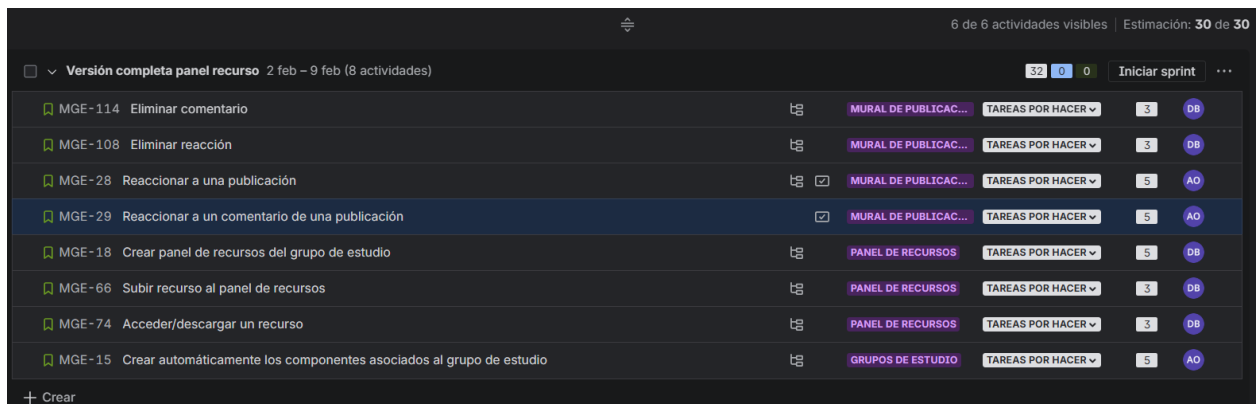 6 de 6 actividades visibles | Estimación: 30 de 30
Versión completa panel recurso 2 feb – 9 feb (8 actividades) 32 0 0 Iniciar sprint ...
MGE-114 Eliminar comentario MURAL DE PUBLICAC... TAREAS POR HACER 3 DB
MGE-108 Eliminar reacción MURAL DE PUBLICAC... TAREAS POR HACER 3 DB
MGE-28 Reaccionar a una publicación MURAL DE PUBLICAC... TAREAS POR HACER 5 AO
MGE-29 Reaccionar a un comentario de una publicación MURAL DE PUBLICAC... TAREAS POR HACER 5 AO
MGE-18 Crear panel de recursos del grupo de estudio PANEL DE RECURSOS TAREAS POR HACER 5 DB
MGE-66 Subir recurso al panel de recursos PANEL DE RECURSOS TAREAS POR HACER 3 DB
MGE-74 Acceder/descargar un recurso PANEL DE RECURSOS TAREAS POR HACER 3 DB
MGE-15 Crear automáticamente los componentes asociados al grupo de estudio GRUPOS DE ESTUDIO TAREAS POR HACER 5 AO
+ Crear